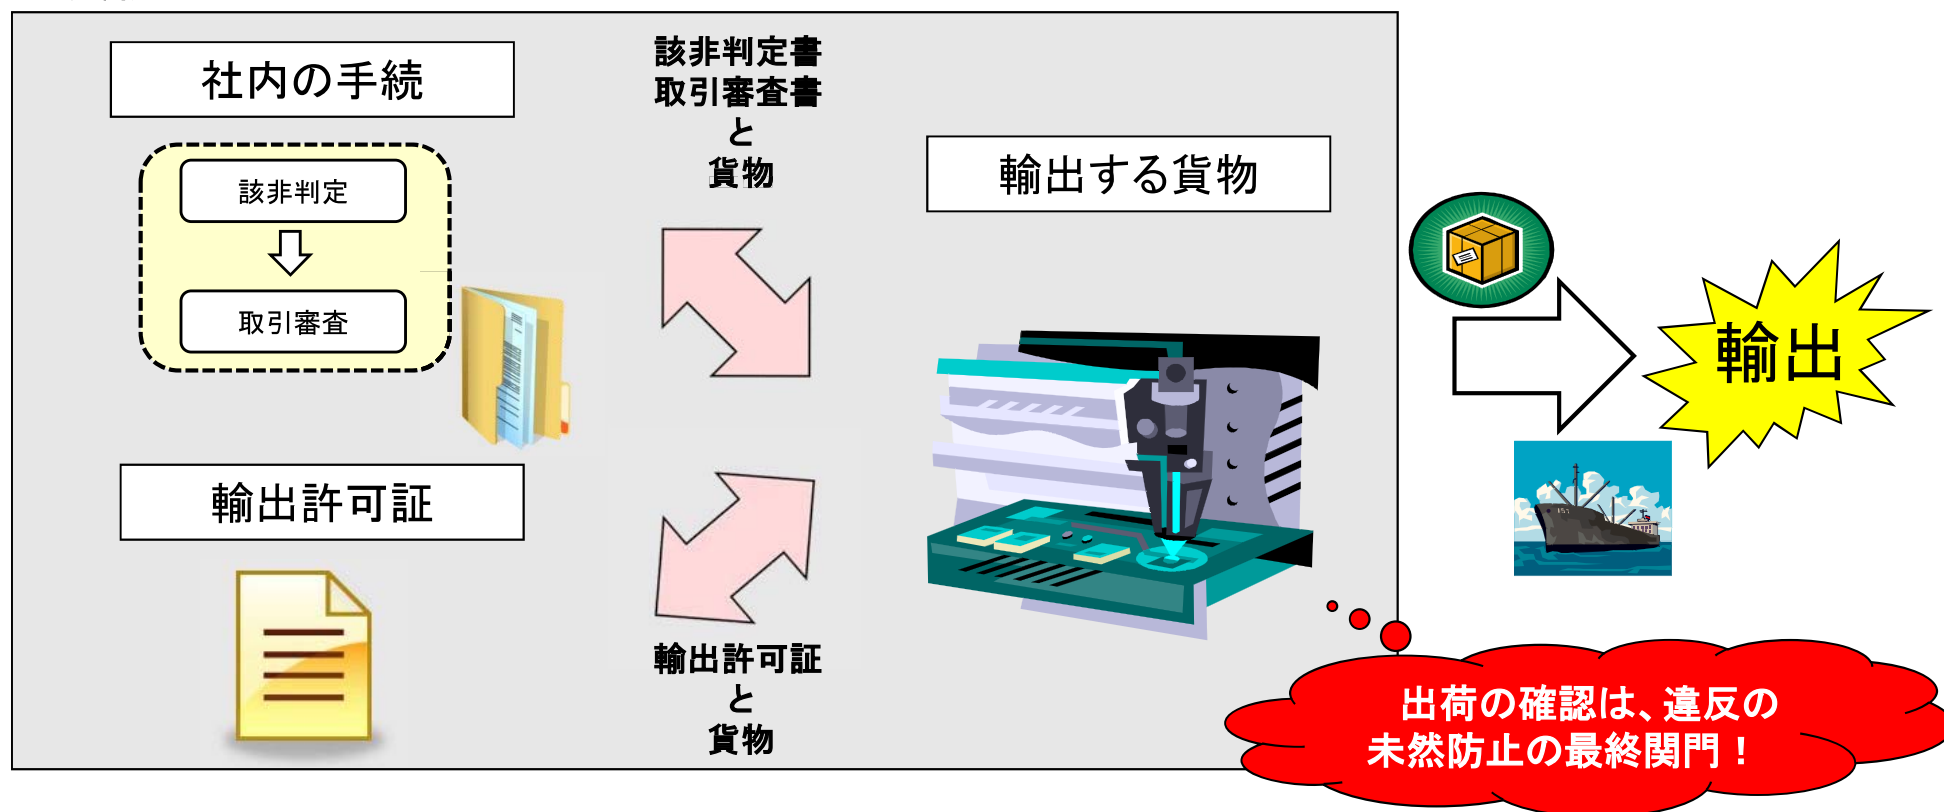 社内の手続
該非判定
取引審査
輸出許可証
該非判定書
取引審査書
と
貨物
輸出許可証
と
貨物
輸出する貨物
輸出
出荷の確認は、違反の
未然防止の最終関門！